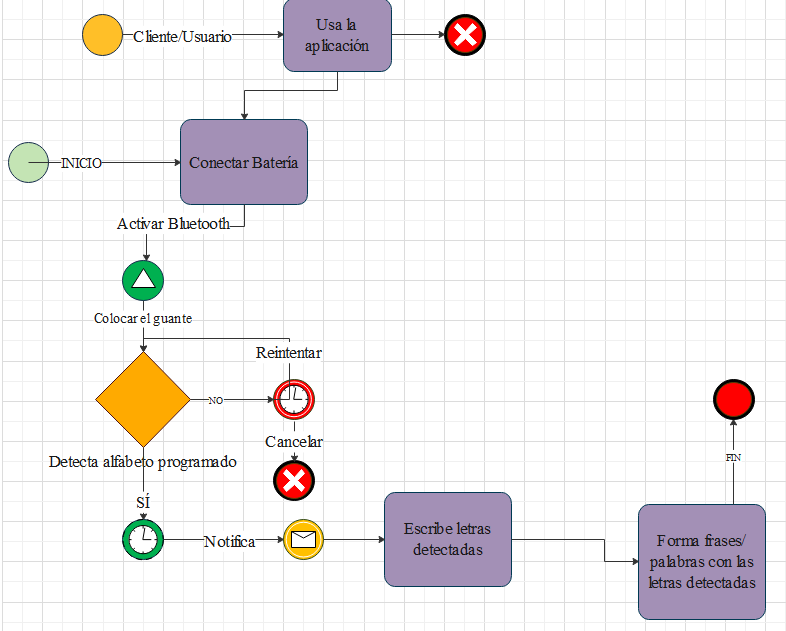 Cliente/Usuario
Usa la
aplicación
INICIO
Conectar Batería
Activar Bluetooth
Colocar el guante
Reintentar
NO
Cancelar
Detecta alfabeto programado
SÍ
Notifica
Escribe letras
detectadas
Forma frases/
palabras con las
letras detectadas
FIN